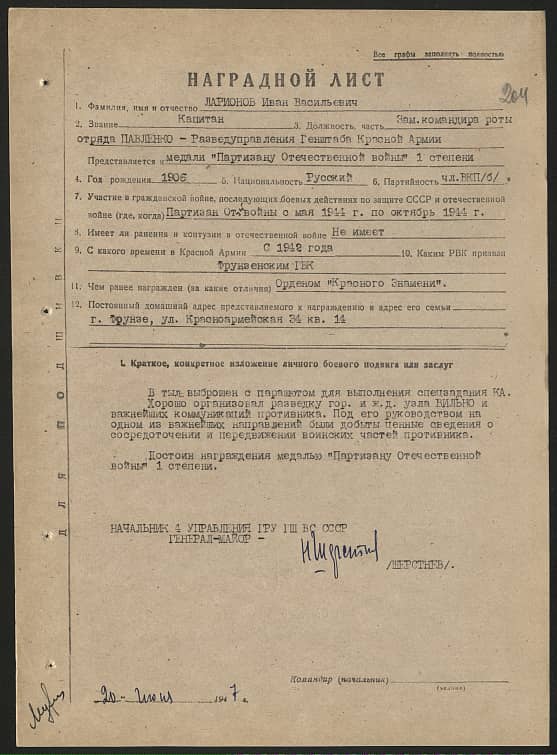 Все графы заполнять полностью
204
НАГРАДНОЙ ЛИСТ
1. Фамилия, имя и отчество ЛАРИОНОВ Иван Васильевич
2. Звание Капитан 3. Должность, часть Зам.командира роты
отряда ПАВЛЕНКО - Разведуправления Генштаба Красной Армии
Представляется к медали "Партизану Отечественной войны" 1 степени
4. Год рождения 1906 5. Национальность Русский 6. Партийность чл.ВКП/б/
7. Участие в гражданской войне, последующих боевых действиях по защите СССР и отечественной
войне (где, когда) Партизан От.войны с мая 1944 г. по октябрь 1944 г.
8. Имеет ли ранения и контузии в отечественной войне Не имеет
9. С какого времени в Красной Армии С 1942 года 10. Каким РВК призван
Фрунзенским ГВК
11. Чем ранее награжден (за какие отличия) Орденом "Красного Знамени".
12. Постоянный домашний адрес представляемого к награждению и адрес его семьи
г. Фрунзе, ул. Красноармейская 34 кв. 14
I. Краткое, конкретное изложение личного боевого подвига или заслуг
В тыл выброшен с парашютом для выполнения спецзадания КА.
Хорошо организовал разведку гор. и ж.д. узла ВИЛЬНО и
важнейших коммуникаций противника. Под его руководством на
одном из важнейших направлений были добыты ценные сведения о
сосредоточении и передвижении воинских частей противника.
Достоин награждения медалью "Партизану Отечественной
войны" 1 степени.
НАЧАЛЬНИК 4 УПРАВЛЕНИЯ ГРУ ГШ ВС СССР
ГЕНЕРАЛ-МАЙОР -
/ШЕРСТНЕВ/.
Командир (начальник)
(звание)
20 - июня 1947 г.
ДЛЯ ПОДШИВКИ